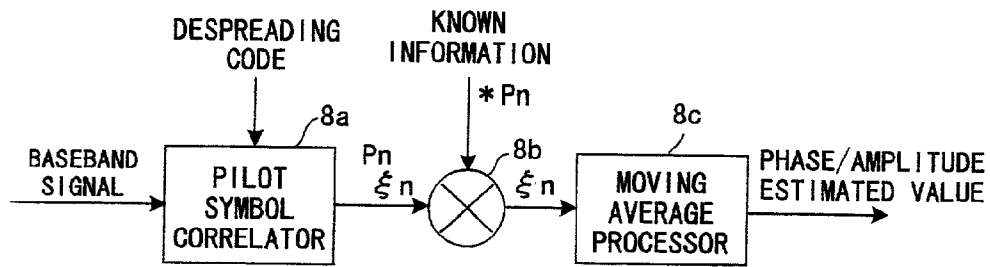 DESPREADING
CODE
KNOWN
INFORMATION
* Pn
8a
BASEBAND
SIGNAL
PILOT
SYMBOL
CORRELATOR
Pn
ξn
8b
ξn
8c
MOVING
AVERAGE
PROCESSOR
PHASE/AMPLITUDE
ESTIMATED VALUE